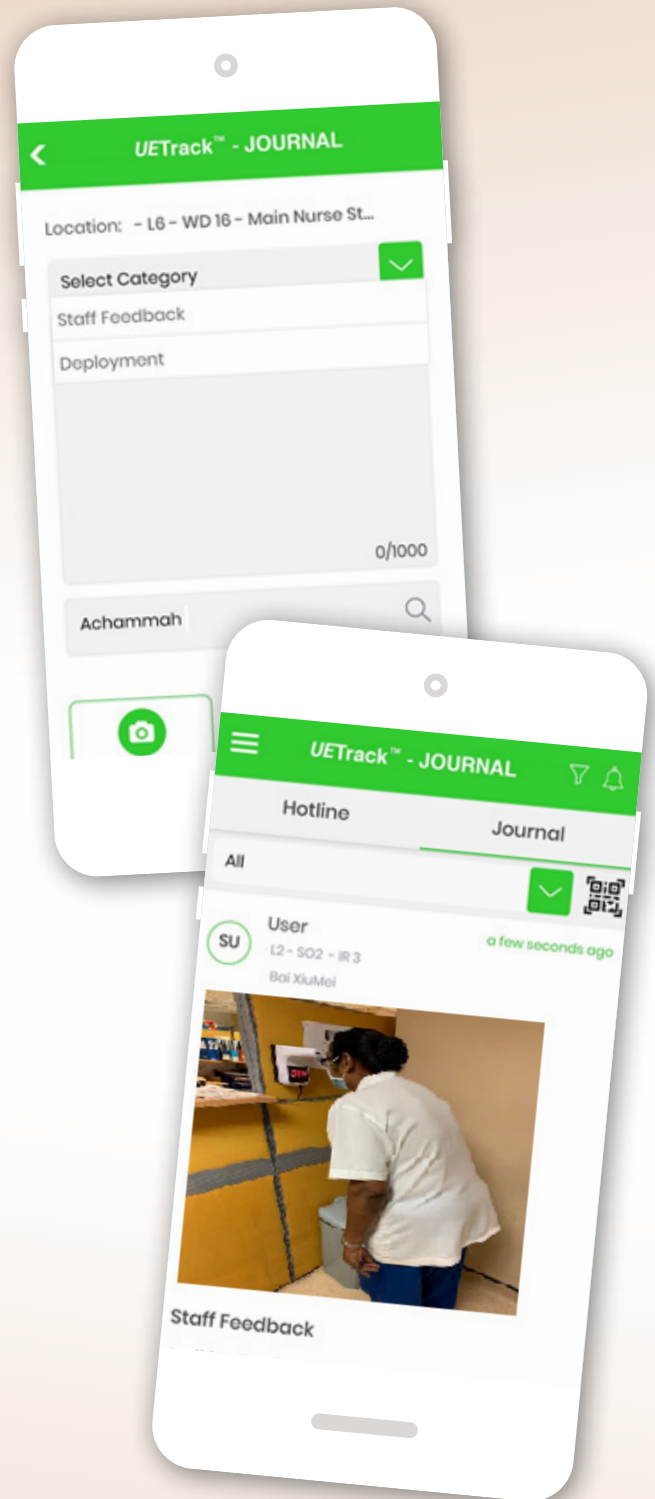 UETrack™ - JOURNAL
Location: - L6 - WD 16 - Main Nurse St...
Select Category
Staff Feedback
Deployment
0/1000
Achammah
UETrack™ - JOURNAL
Hotline Journal
All
SU
User
a few seconds ago
L2 - SO2 - IR 3
Bai XiuMei
Staff Feedback